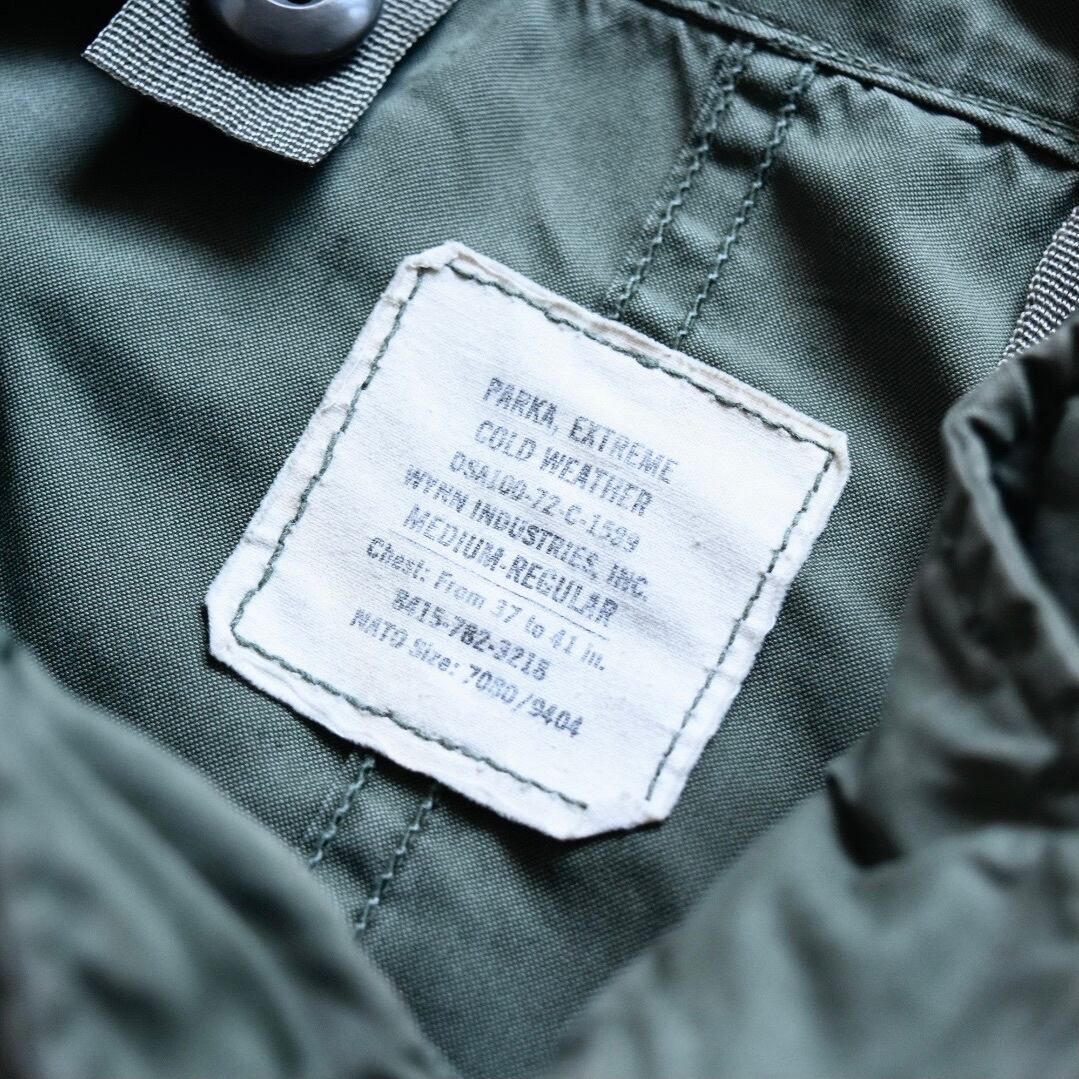 PARKA, EXTREME
COLD WEATHER
DSA100-72-C-1599
WYNN INDUSTRIES, INC.
MEDIUM-REGULAR
Chest: From 37 to 41 in.
8415-782-3218
NATO Size: 7080/9404